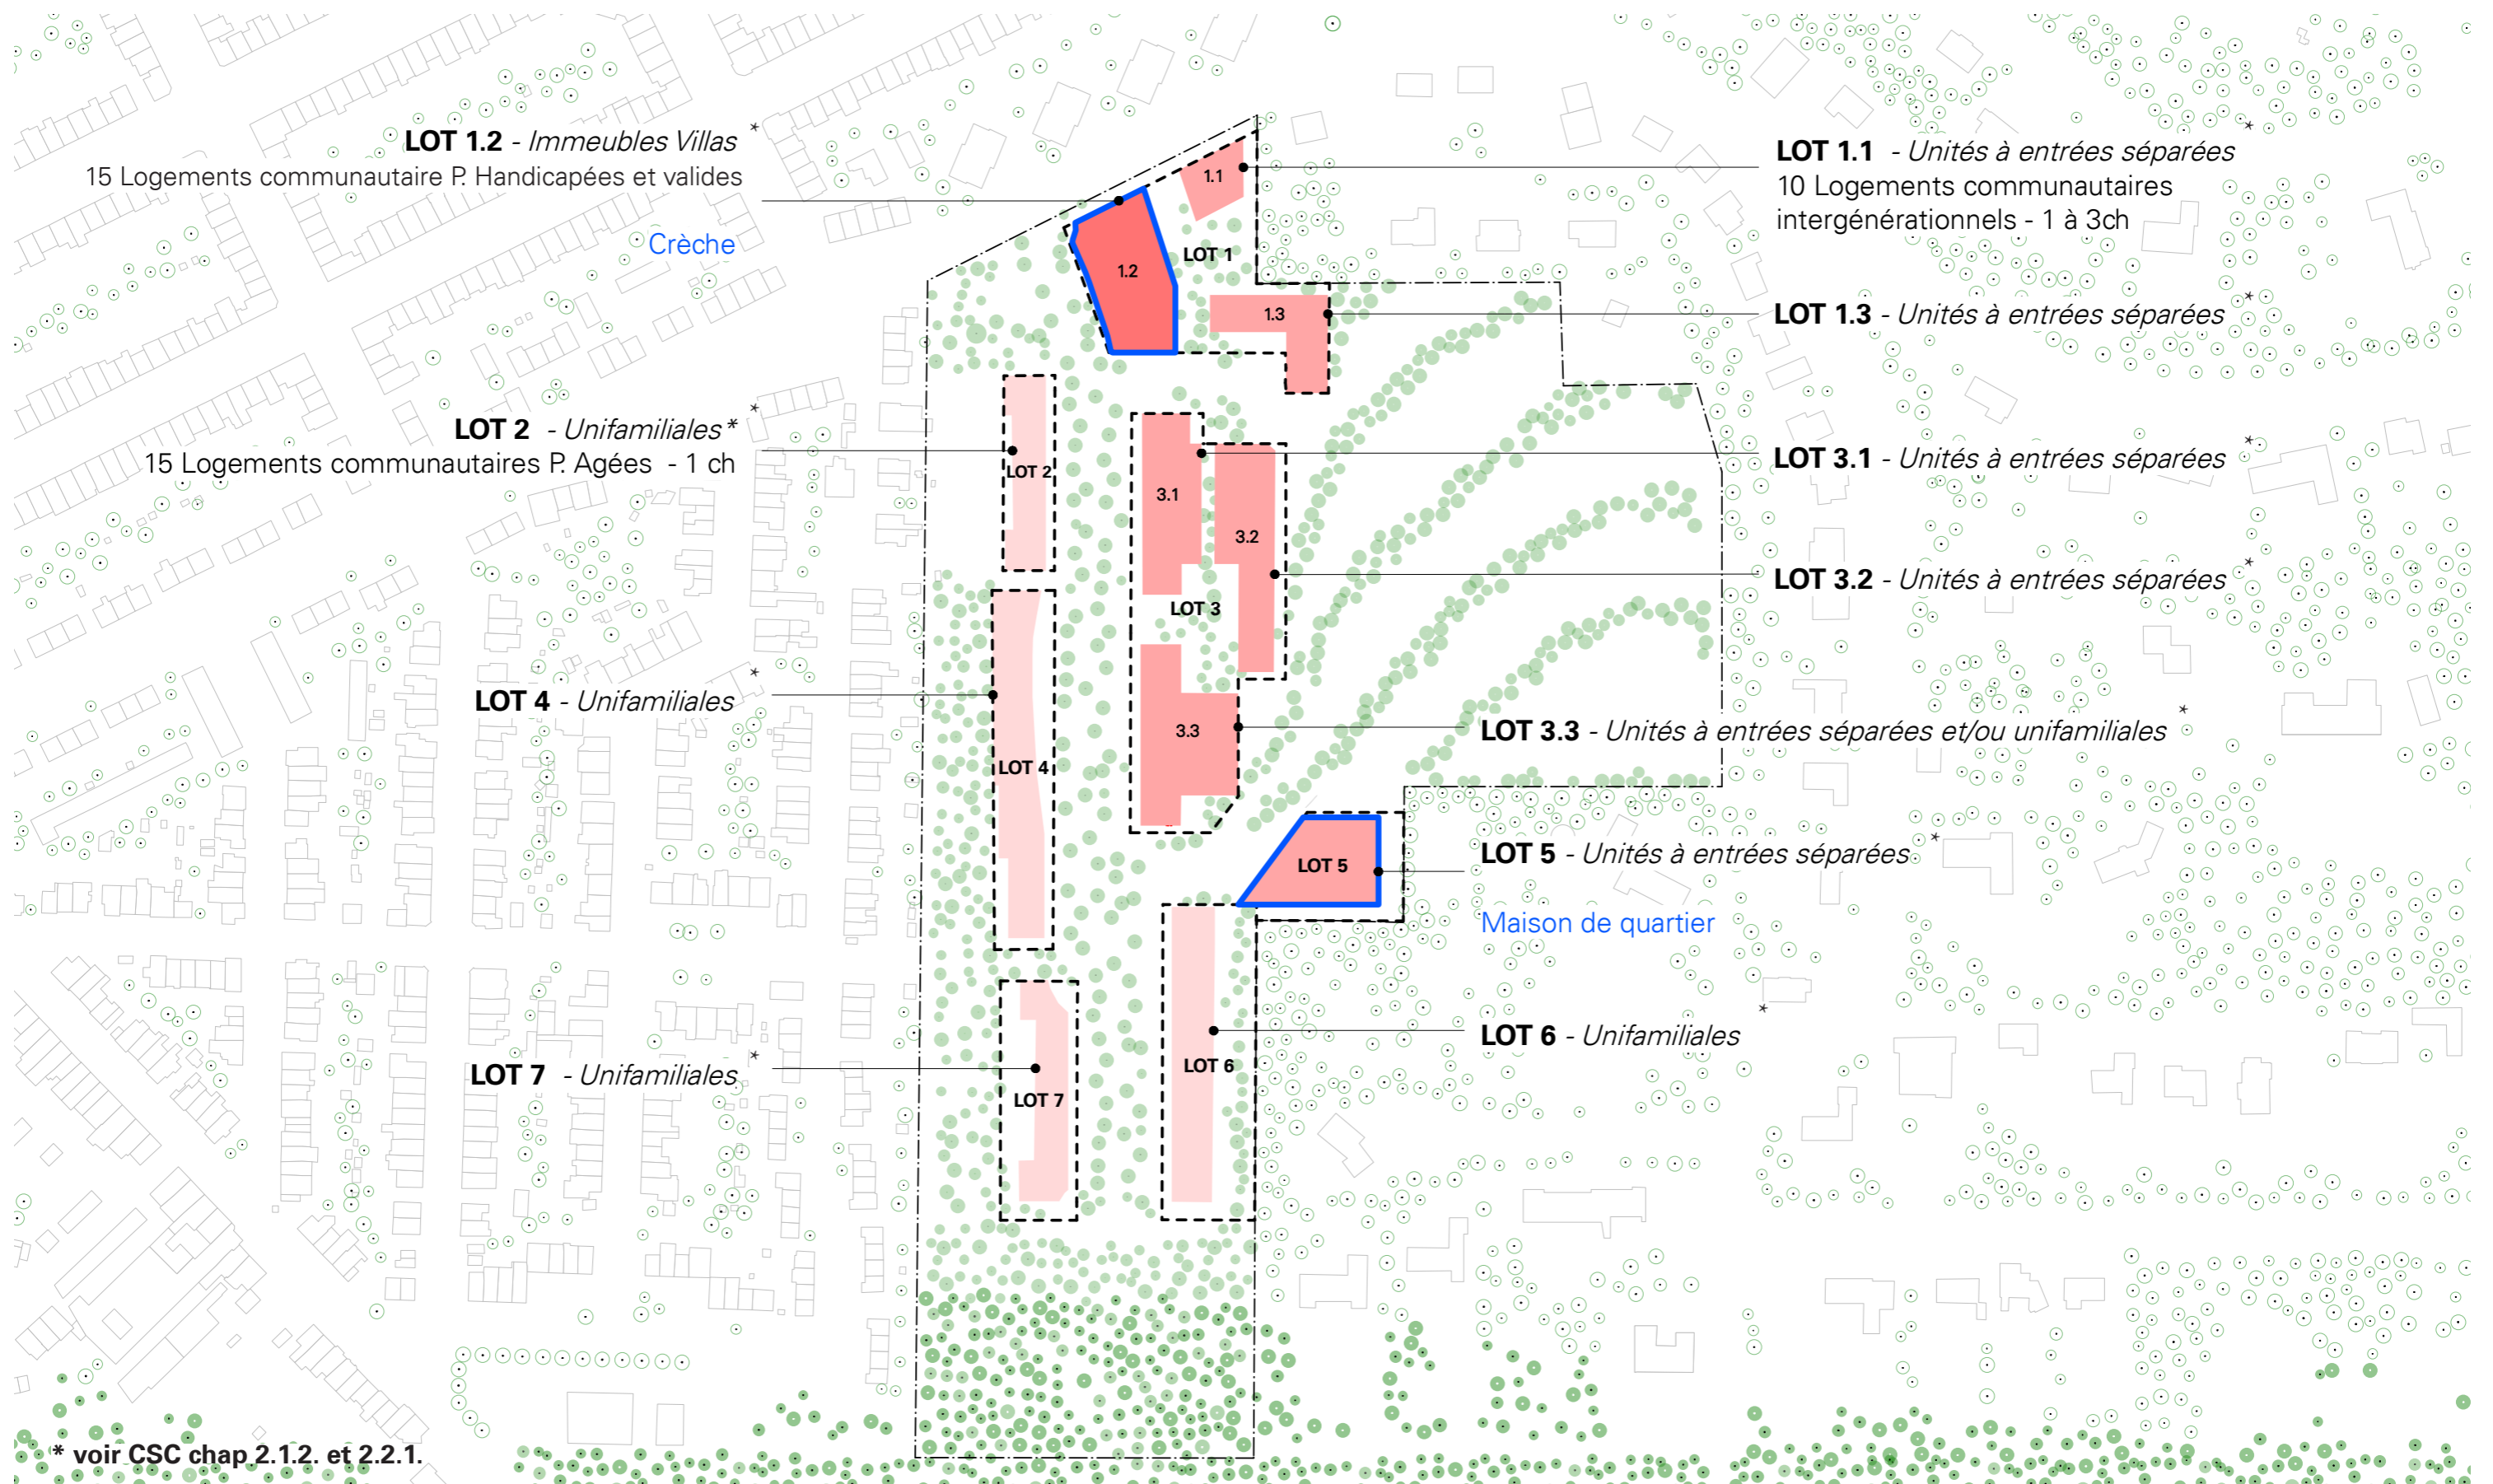 LOT 1.2 - Immeubles Villas *
15 Logements communautaire P. Handicapées et valides
Crèche
LOT 1.1 - Unités à entrées séparées *
10 Logements communautaires
intergénérationnels - 1 à 3ch
1.1
LOT 1
1.2
1.3
LOT 1.3 - Unités à entrées séparées *
LOT 2 - Unifamiliales* *
15 Logements communautaires P. Agées - 1 ch
LOT 2
LOT 3.1 - Unités à entrées séparées *
3.1
3.2
LOT 3.2 - Unités à entrées séparées *
LOT 3
LOT 4 - Unifamiliales *
LOT 3.3 - Unités à entrées séparées et/ou unifamiliales *
3.3
LOT 4
LOT 5
LOT 5 - Unités à entrées séparées *
Maison de quartier
LOT 6 - Unifamiliales *
LOT 6
LOT 7 - Unifamiliales *
LOT 7
* voir CSC chap 2.1.2. et 2.2.1.